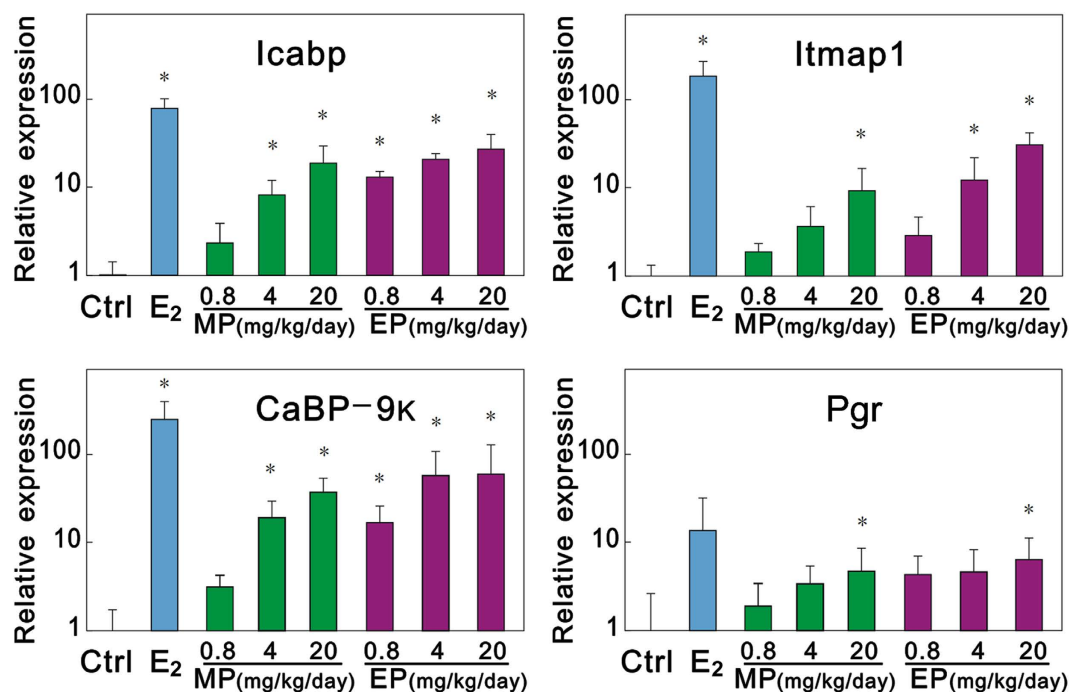 Icabp
Relative expression
100
10
1
*
*
*
*
*
*
Ctrl E₂ 0.8 4 20 0.8 4 20
MP(mg/kg/day) EP(mg/kg/day)
Itmap1
Relative expression
100
10
1
*
*
*
*
Ctrl E₂ 0.8 4 20 0.8 4 20
MP(mg/kg/day) EP(mg/kg/day)
CaBP-9K
Relative expression
100
10
1
*
*
*
*
*
*
Ctrl E₂ 0.8 4 20 0.8 4 20
MP(mg/kg/day) EP(mg/kg/day)
Pgr
Relative expression
100
10
1
*
*
Ctrl E₂ 0.8 4 20 0.8 4 20
MP(mg/kg/day) EP(mg/kg/day)